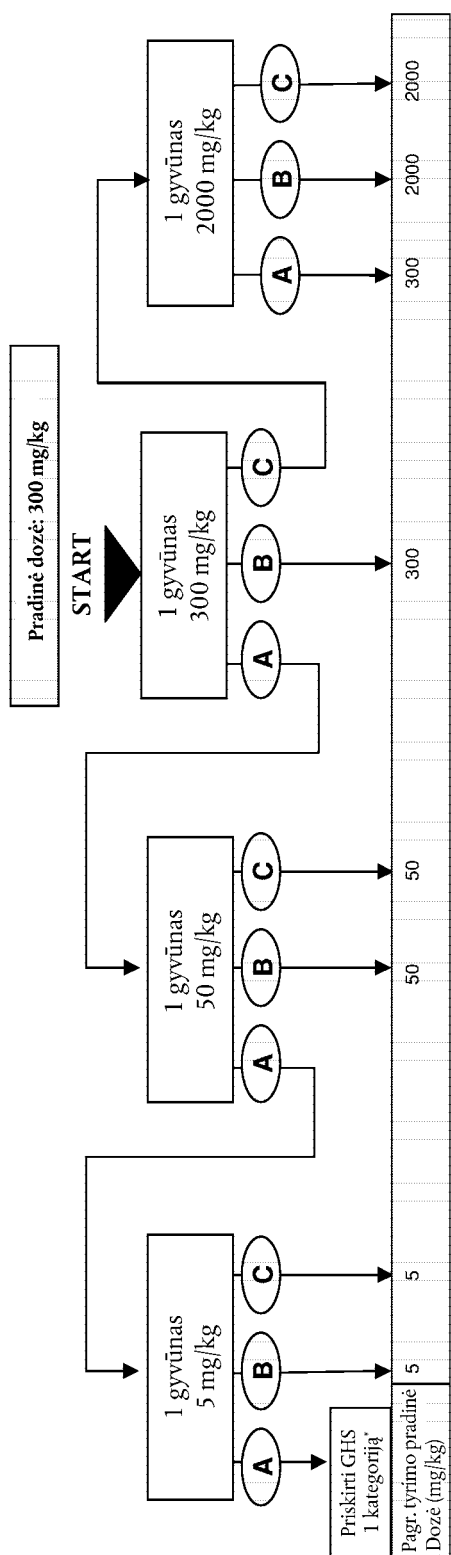 Pradinė dozė: 300 mg/kg
START
1 gyvūnas
5 mg/kg
1 gyvūnas
50 mg/kg
1 gyvūnas
300 mg/kg
1 gyvūnas
2000 mg/kg
A
B
C
A
B
C
A
B
C
A
B
C
Priskirti GHS
1 kategoriją*
Pagr. tyrimo pradinė
Dozė (mg/kg)
5
5
50
50
300
300
2000
2000